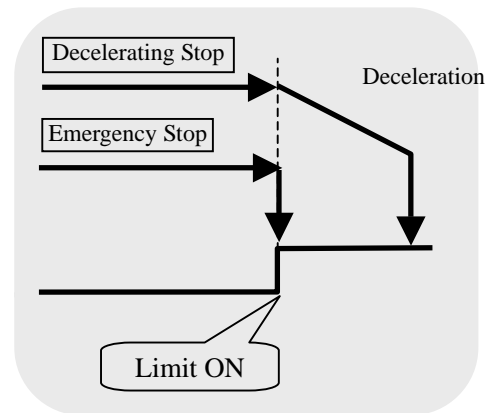 Decelerating Stop
Deceleration
Emergency Stop
Limit ON